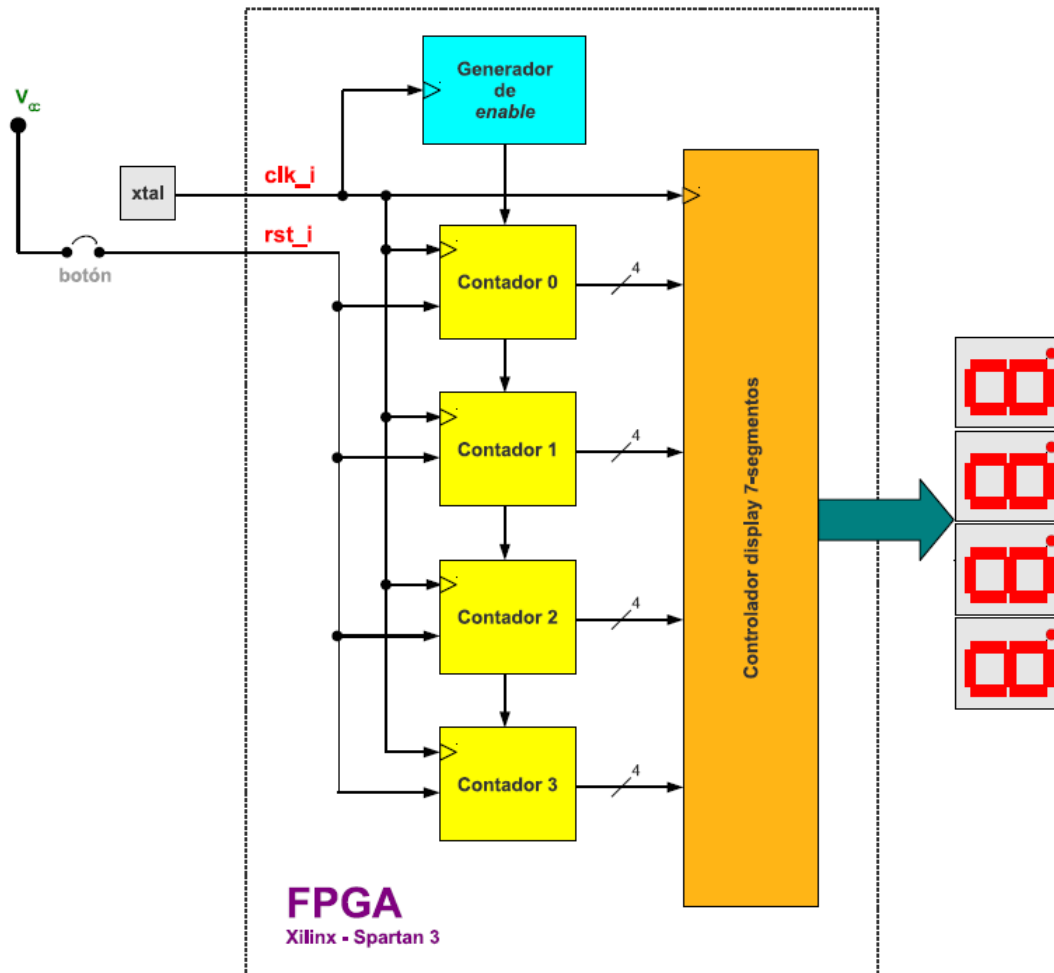 Generador
de
enable
Vcc
xtal
clk_i
rst_i
botón
Contador 0
4
Contador 1
4
Contador 2
4
Contador 3
4
Controlador display 7-segmentos
FPGA
Xilinx - Spartan 3